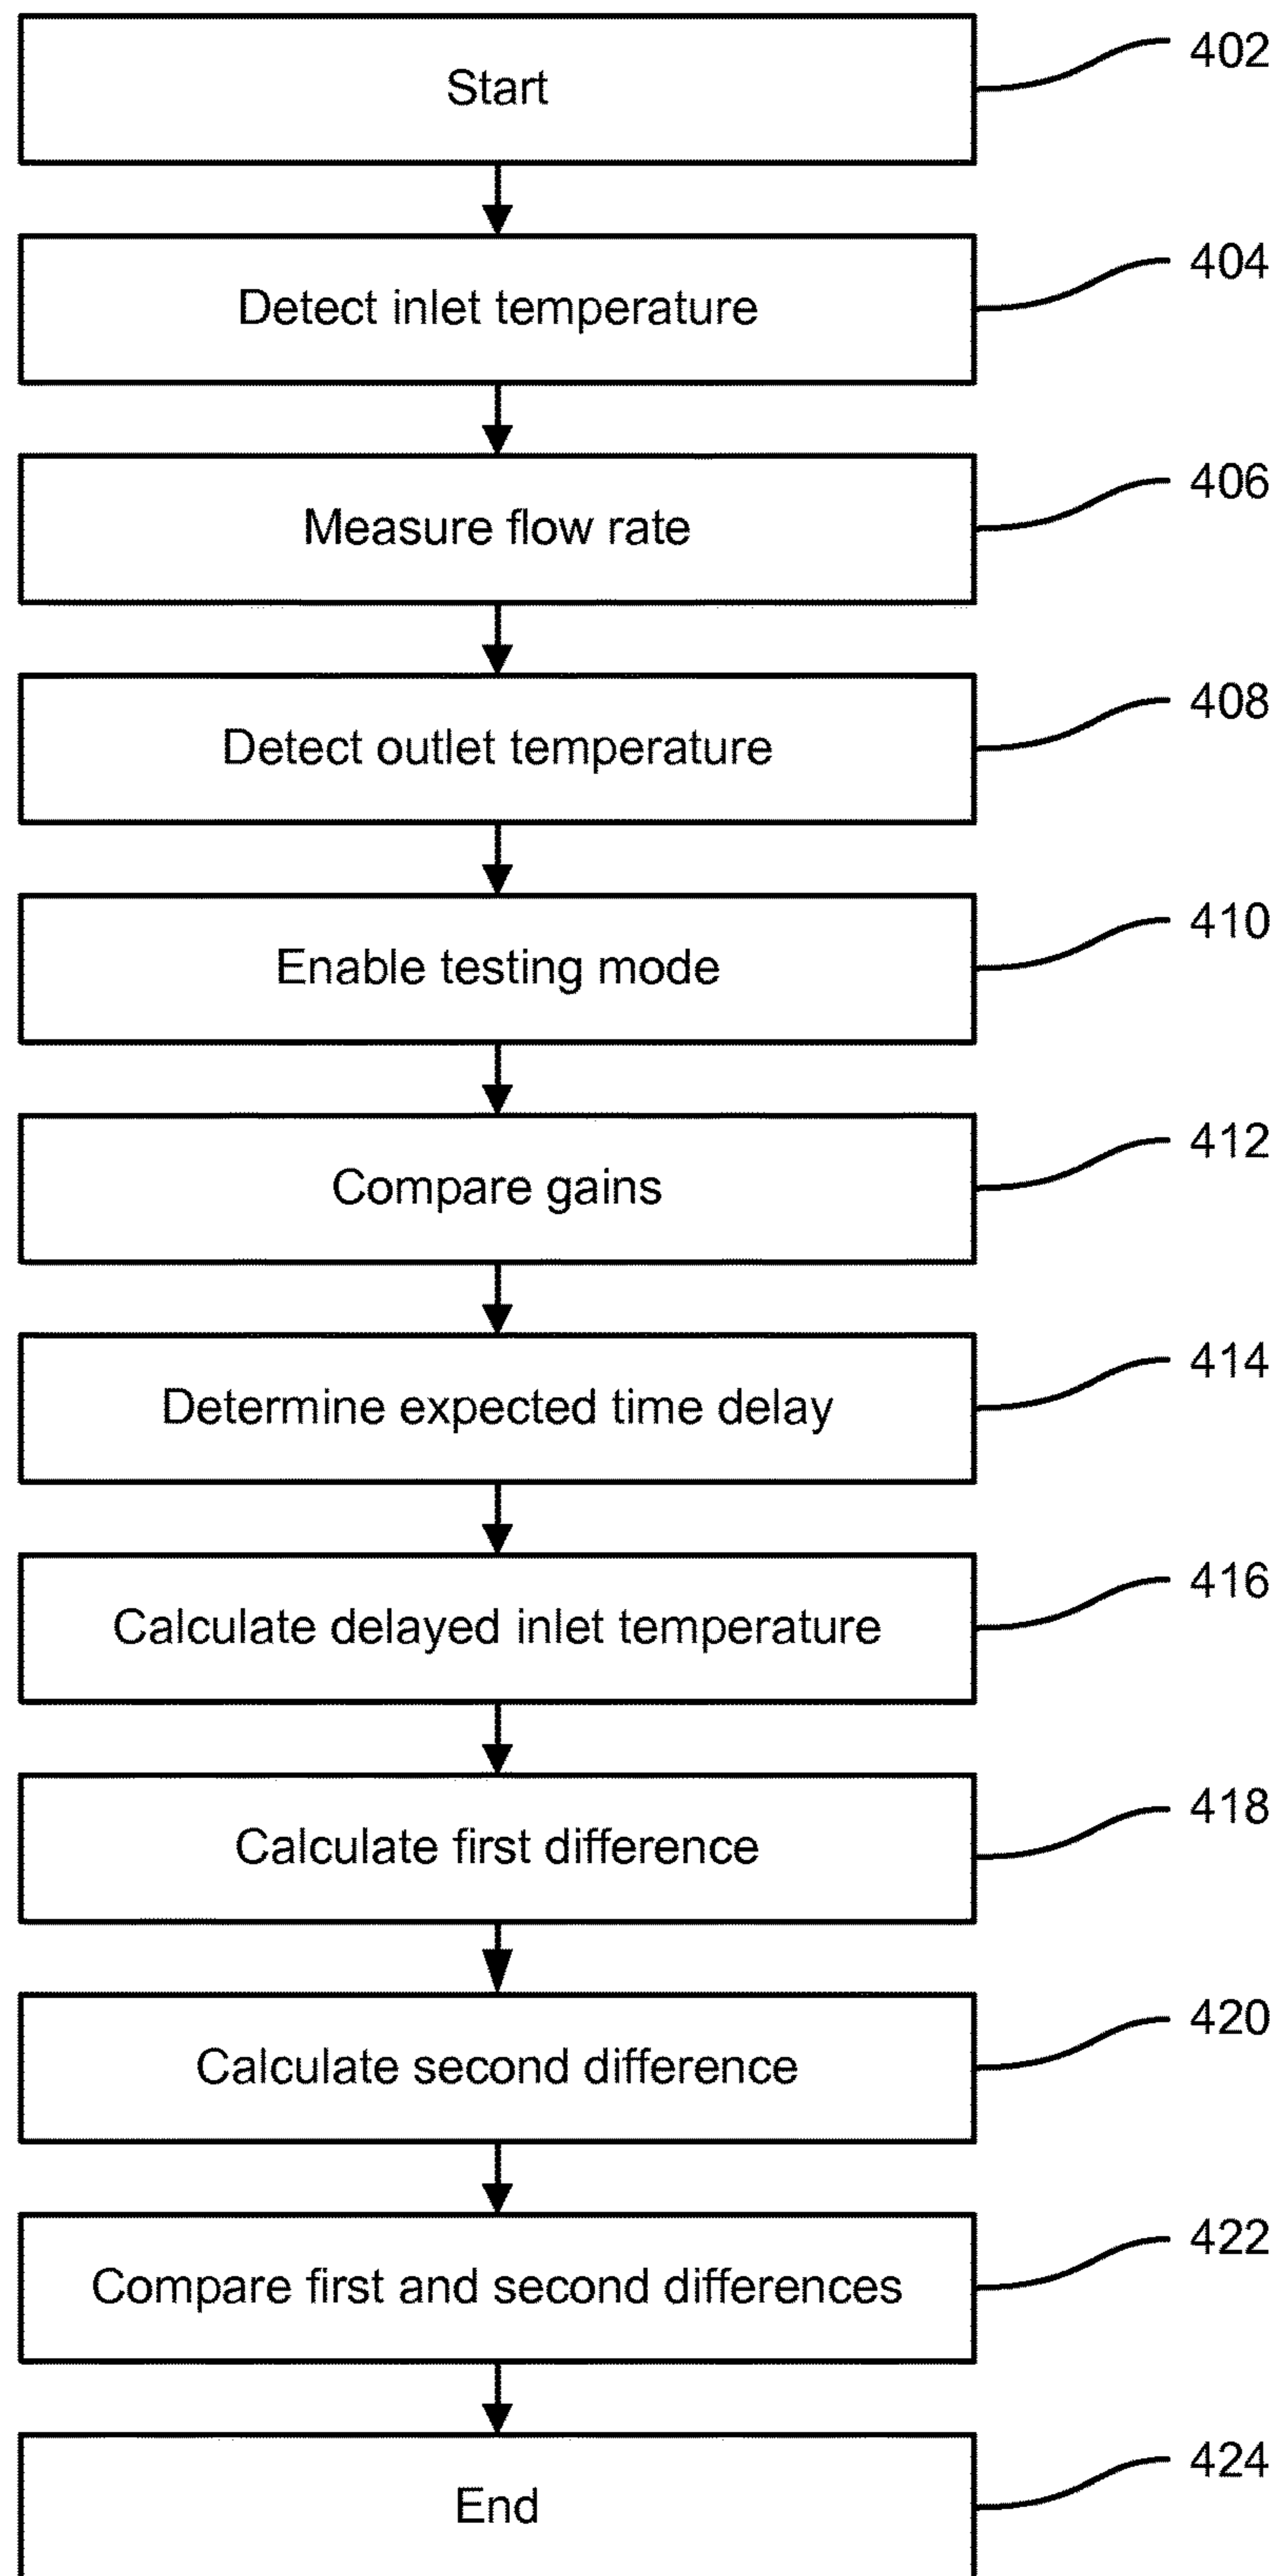 Start
402
Detect inlet temperature
404
Measure flow rate
406
Detect outlet temperature
408
Enable testing mode
410
Compare gains
412
Determine expected time delay
414
Calculate delayed inlet temperature
416
Calculate first difference
418
Calculate second difference
420
Compare first and second differences
422
End
424